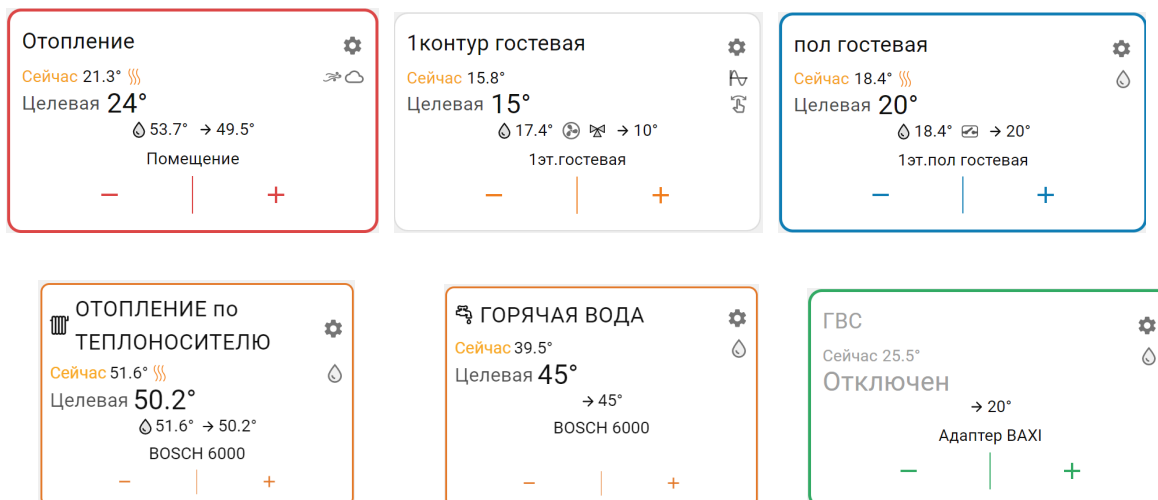 Отопление
Сейчас 21.3°
Целевая 24°
53.7° → 49.5°
Помещение
− +
1контур гостевая
Сейчас 15.8°
Целевая 15°
17.4° → 10°
1эт.гостевая
− +
пол гостевая
Сейчас 18.4°
Целевая 20°
18.4° → 20°
1эт.пол гостевая
− +
ОТОПЛЕНИЕ по
ТЕПЛОНОСИТЕЛЮ
Сейчас 51.6°
Целевая 50.2°
51.6° → 50.2°
BOSCH 6000
− +
ГОРЯЧАЯ ВОДА
Сейчас 39.5°
Целевая 45°
→ 45°
BOSCH 6000
− +
ГВС
Сейчас 25.5°
Отключен
→ 20°
Адаптер BAXI
− +